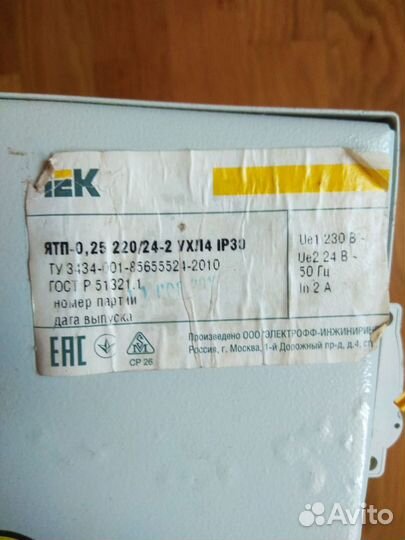 IEK
ЯТП-0,25 220/24-2 УХЛ4 IP30
ТУ 3434-001-85655524-2010
ГОСТ Р 51321.1
номер партии
дата выпуска
Ue1 230 В ~
Ue2 24 В ~
50 Гц
In 2 А
EAC
СР 26
Произведено ООО "ЭЛЕКТРОФФ-ИНЖИНИРИНГ
Россия, г. Москва, 1-й Дорожный пр-д, д.4, ст
Avito